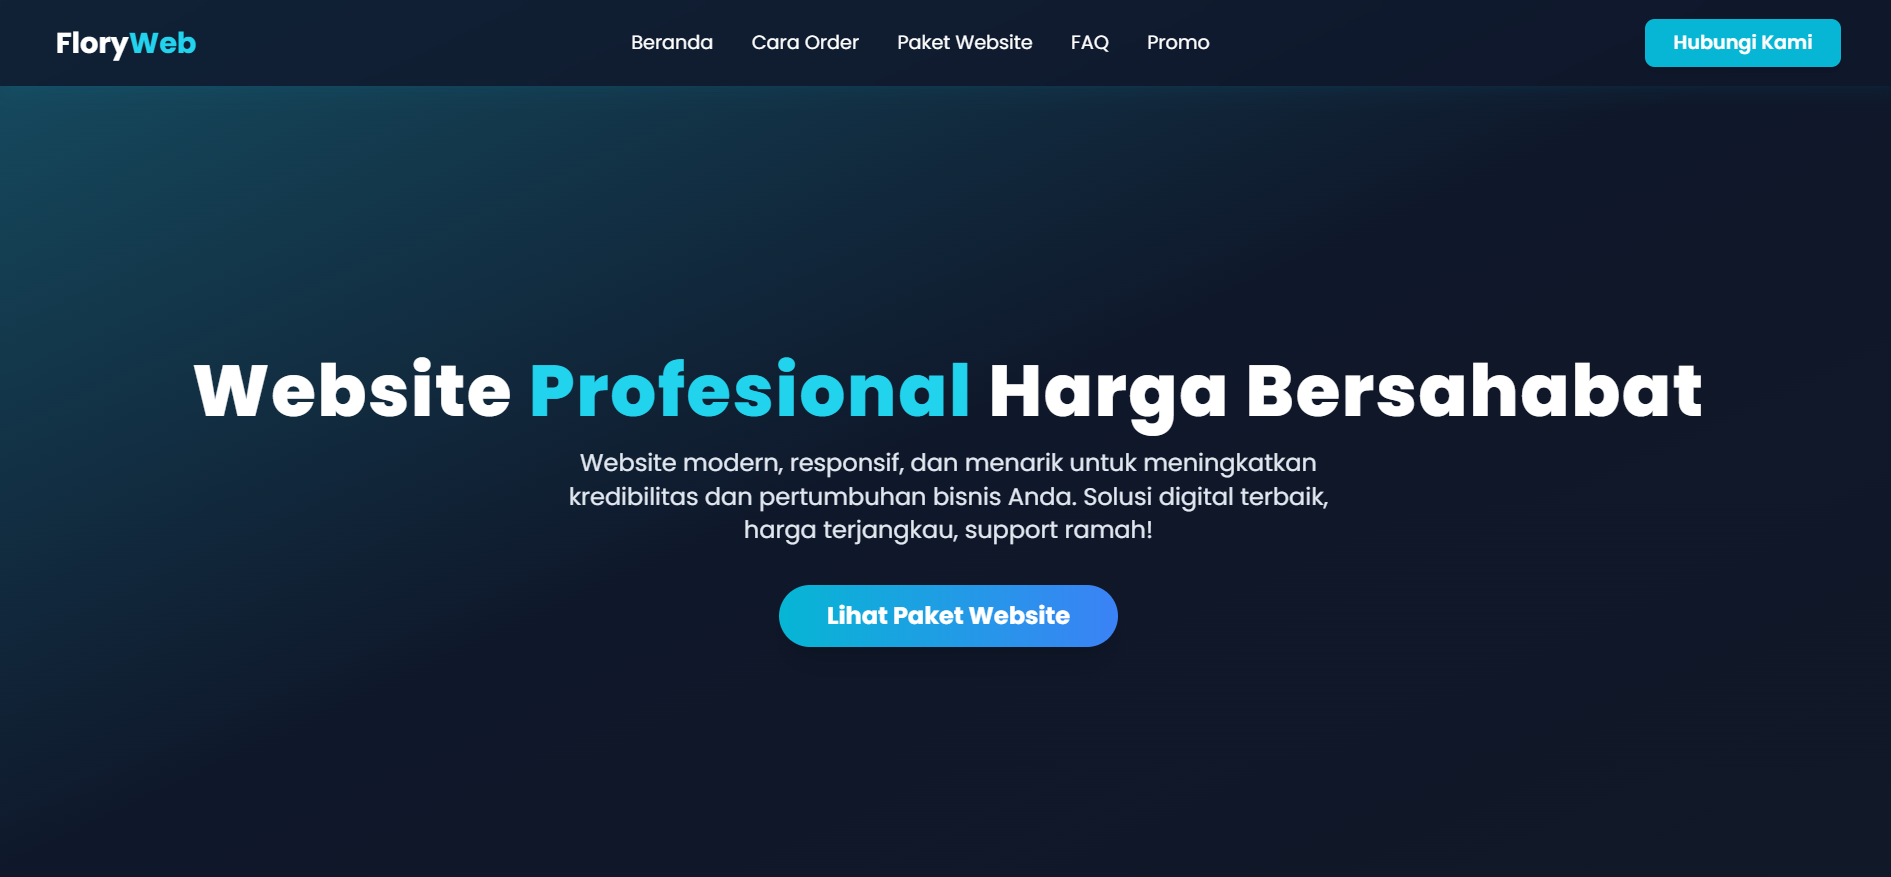 FloryWeb
Beranda
Cara Order
Paket Website
FAQ
Promo
Hubungi Kami
Website Profesional Harga Bersahabat
Website modern, responsif, dan menarik untuk meningkatkan
kredibilitas dan pertumbuhan bisnis Anda. Solusi digital terbaik,
harga terjangkau, support ramah!
Lihat Paket Website